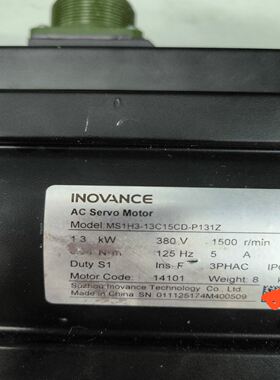 INOVANCE
AC Servo Motor
Model: MS1H3-13C15CD-P131Z
1.3 kW 380 V 1500 r/min
N·m 125 Hz 5 A
Duty S1 Ins. F 3PHAC
Motor Code: 14101 Weight: 8
Suzhou Inovance Technology Co., Ltd.
Made in China SN 011125174M400509